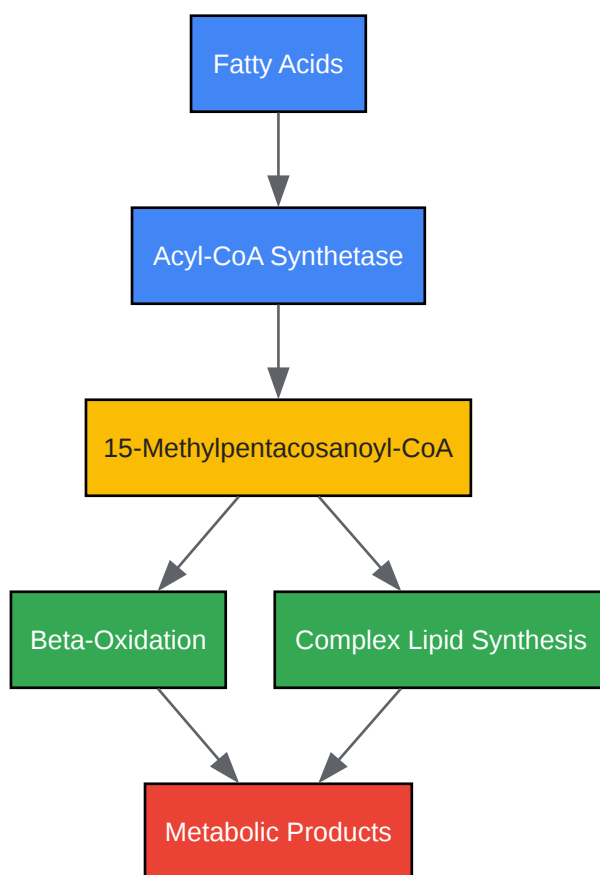 Fatty Acids
Acyl-CoA Synthetase
15-Methylpentacosanoyl-CoA
Beta-Oxidation
Complex Lipid Synthesis
Metabolic Products